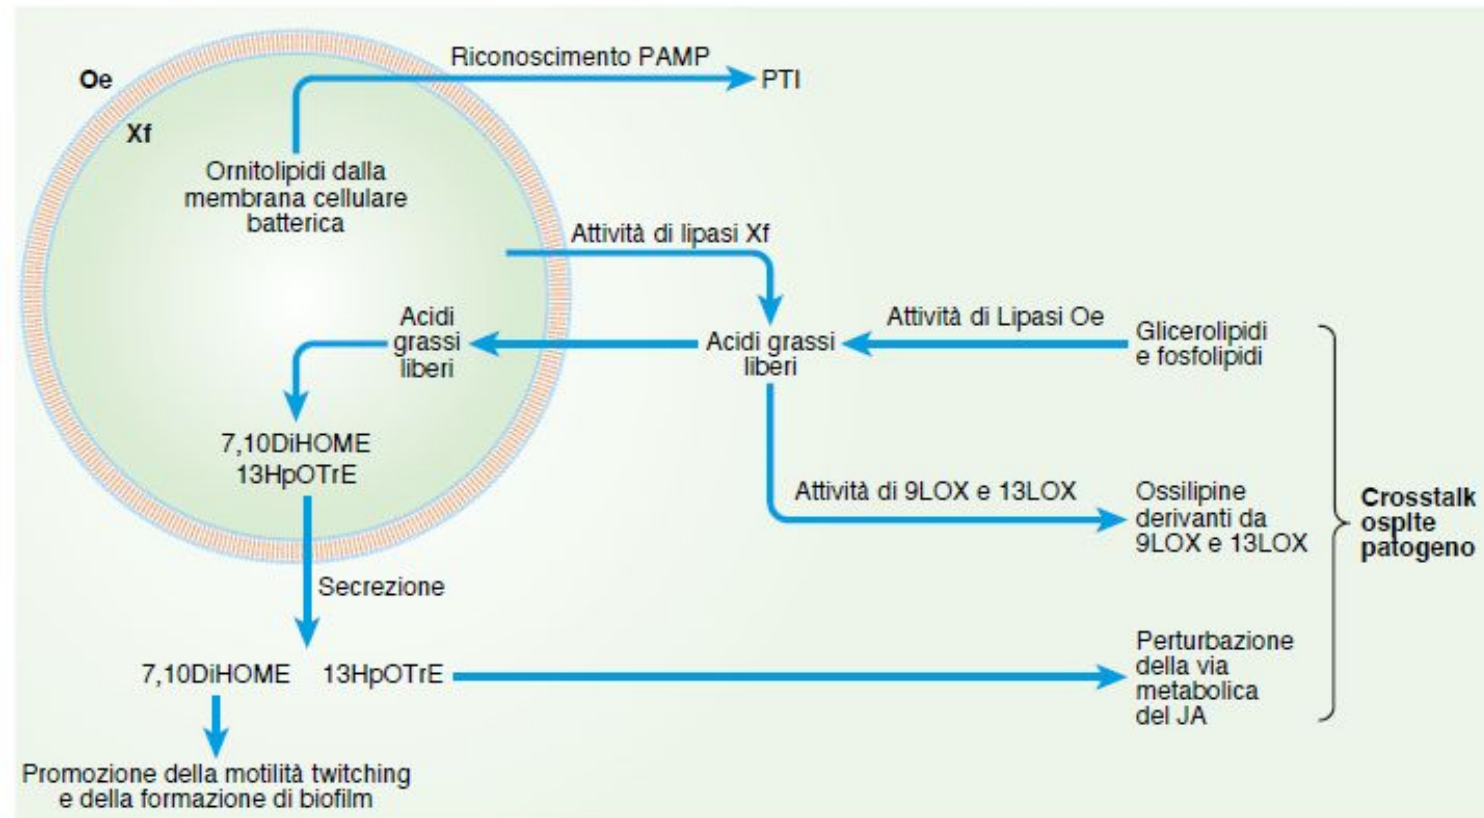 Riconoscimento PAMP
PTI
Oe
Xf
Ornitolipidi dalla
membrana cellulare
batterica
Attività di lipasi Xf
Acidi
grassi
liberi
Acidi grassi
liberi
Attività di Lipasi Oe
Glicerolipidi
e fosfolipidi
7,10DiHOME
13HpOTrE
Attività di 9LOX e 13LOX
Ossilipine
derivanti da
9LOX e 13LOX
Crosstalk
osplte
patogeno
Secrezione
7,10DiHOME
13HpOTrE
Perturbazione
della via
metabolica
del JA
Promozione della motilità twitching
e della formazione di biofilm